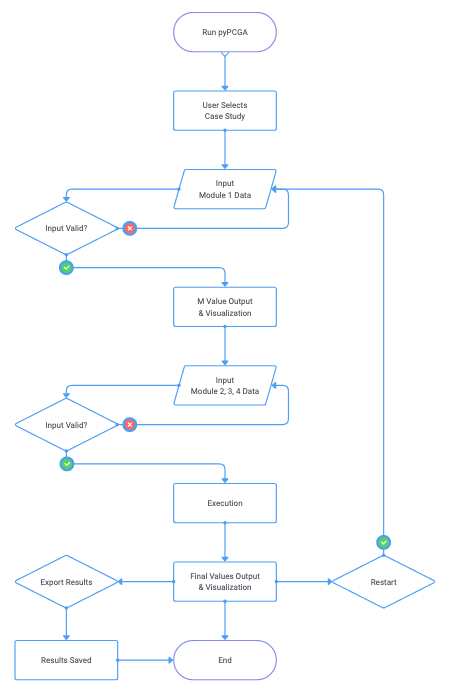 Run pyPCGA
User Selects
Case Study
Input
Module 1 Data
Input Valid?
M Value Output
& Visualization
Input
Module 2, 3, 4 Data
Input Valid?
Execution
Export Results
Final Values Output
& Visualization
Restart
Results Saved
End